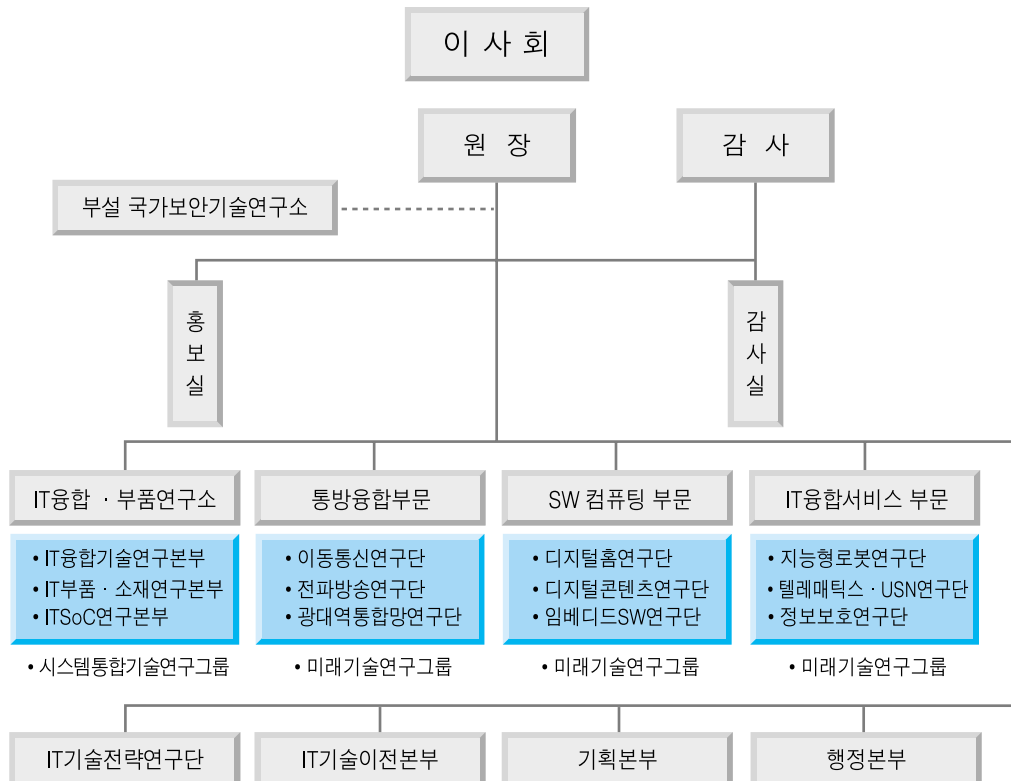 이 사 회
원 장
감 사
부설 국가보안기술연구소
홍보실
감사실
IT융합 · 부품연구소
• IT융합기술연구본부
• IT부품 · 소재연구본부
• ITSoC연구본부
• 시스템통합기술연구그룹
통방융합부문
• 이동통신연구단
• 전파방송연구단
• 광대역통합망연구단
• 미래기술연구그룹
SW 컴퓨팅 부문
• 디지털홈연구단
• 디지털콘텐츠연구단
• 임베디드SW연구단
• 미래기술연구그룹
IT융합서비스 부문
• 지능형로봇연구단
• 텔레매틱스 · USN연구단
• 정보보호연구단
• 미래기술연구그룹
IT기술전략연구단
IT기술이전본부
기획본부
행정본부